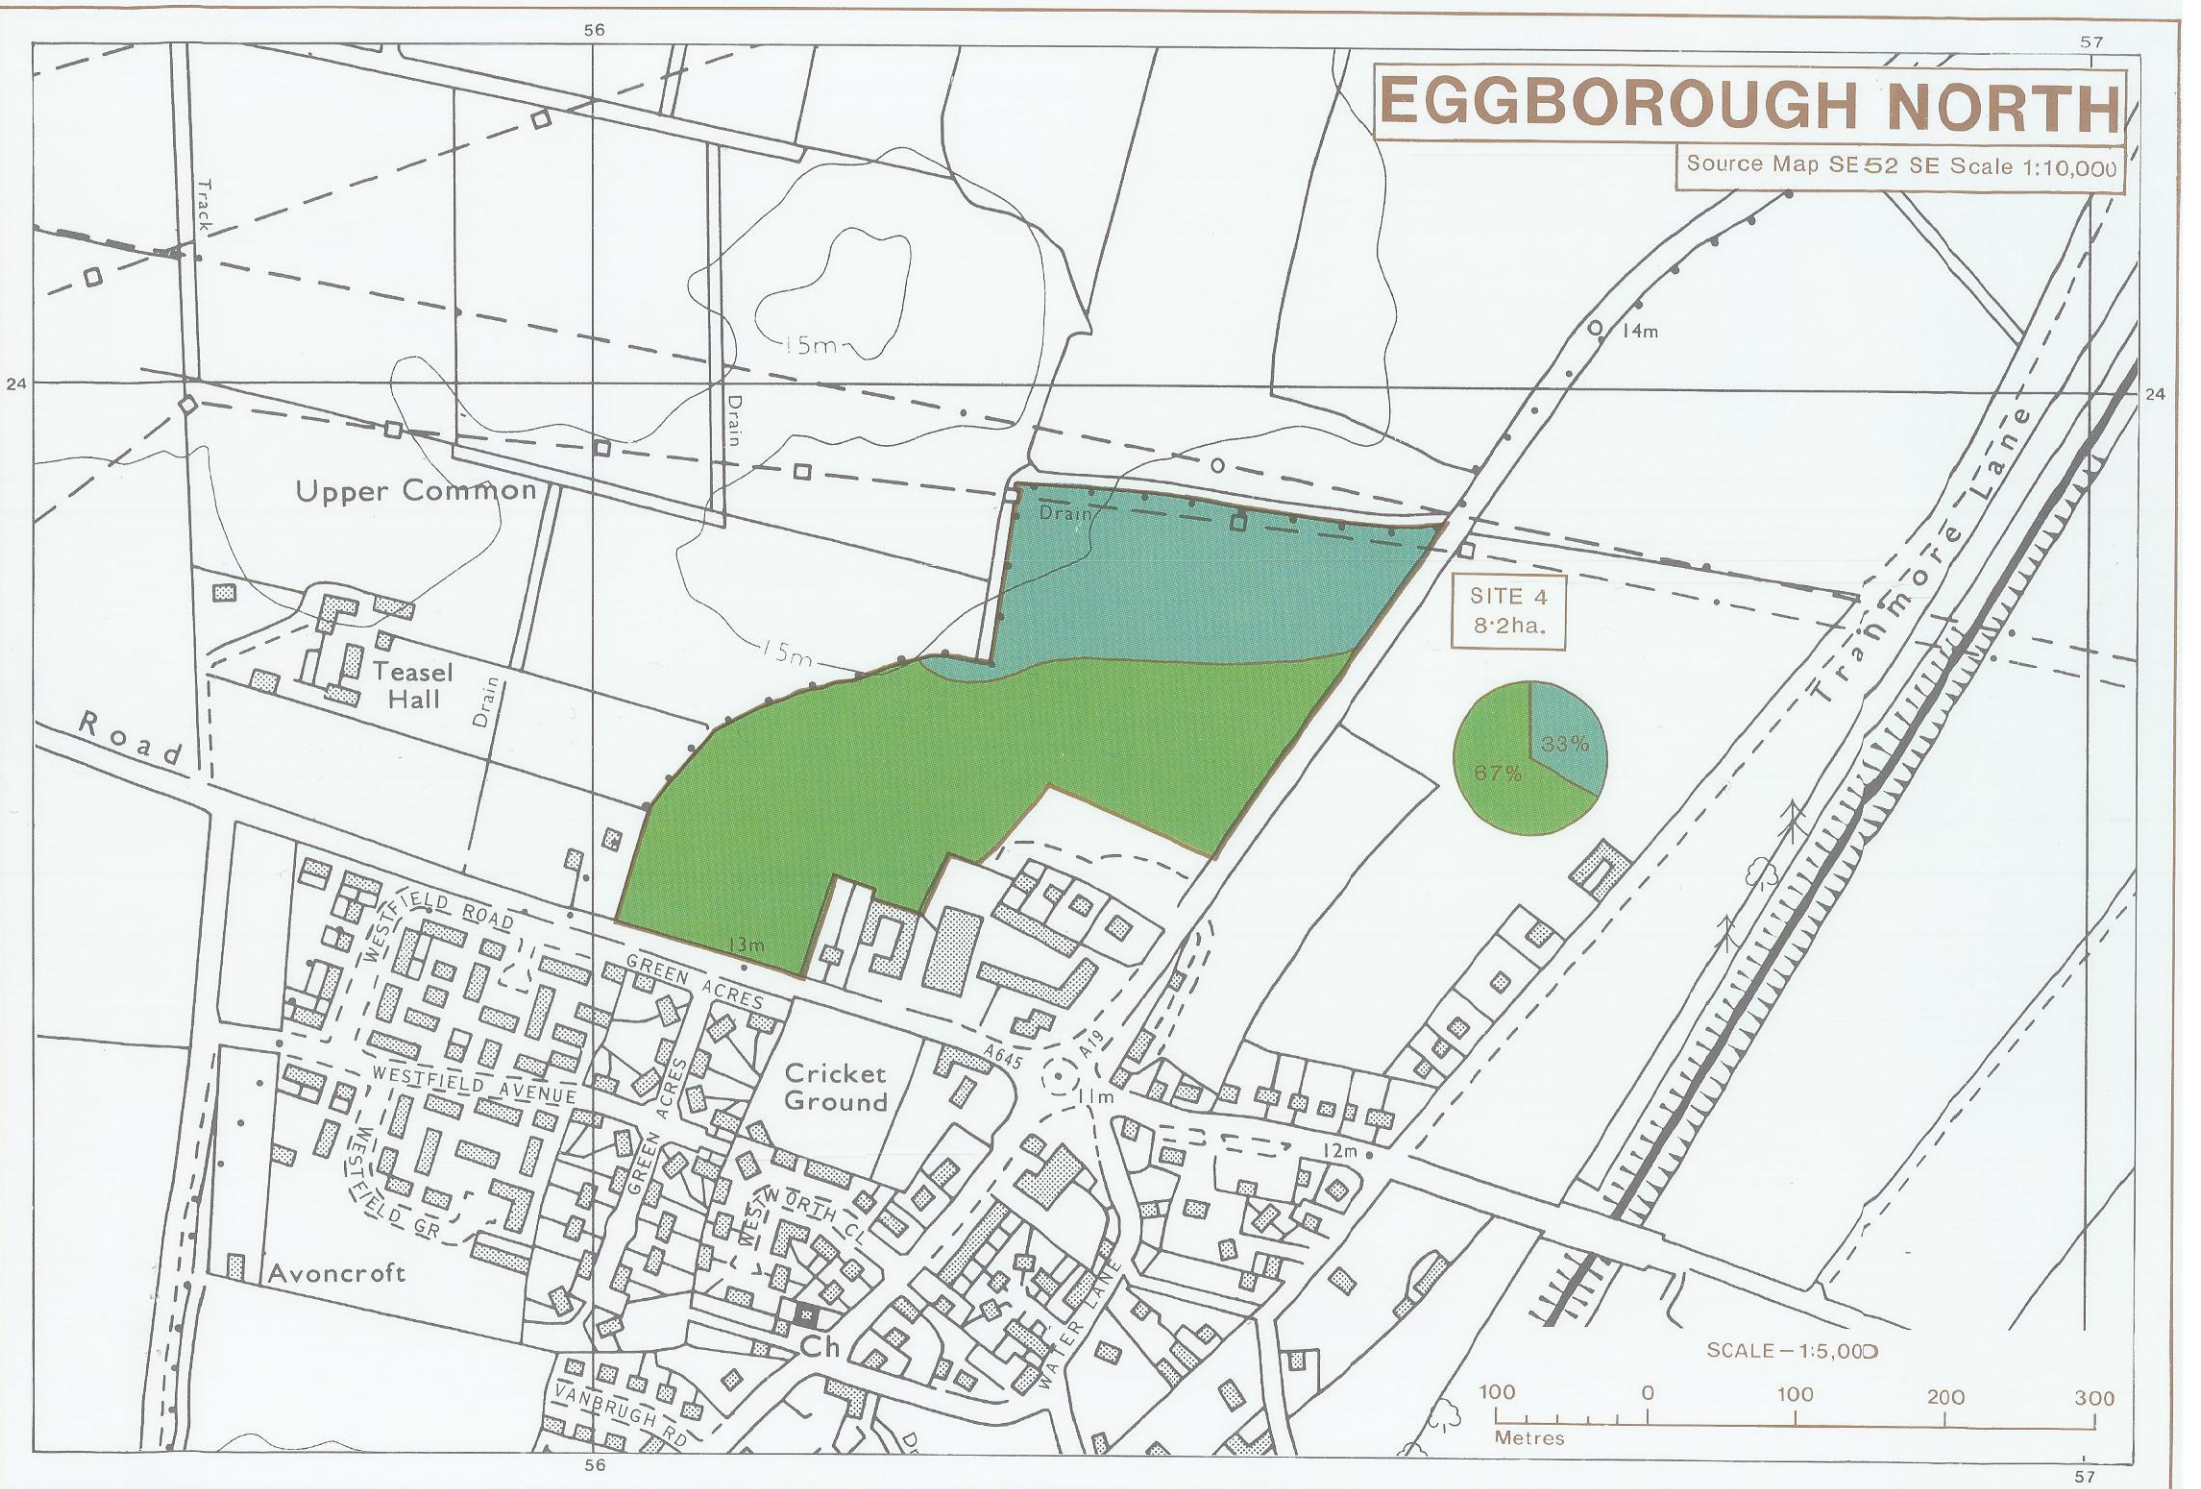 56
57
EGGBOROUGH NORTH
Source Map SE 52 SE Scale 1:10,000
Track
14m
15m
24
24
Drain
Tranmore Lane
Upper Common
Drain
SITE 4
8·2ha.
15m
Teasel
Hall
Drain
Road
33%
67%
WESTFIELD ROAD
13m
GREEN ACRES
A645
A19
WESTFIELD AVENUE
GREEN ACRES
Cricket
Ground
11m
12m
WESTFIELD GR
WESTWORTH CL
Avoncroft
WATER LANE
Ch
SCALE – 1:5,000
VANBRUGH RD
Dr
100 0 100 200 300
Metres
56
57